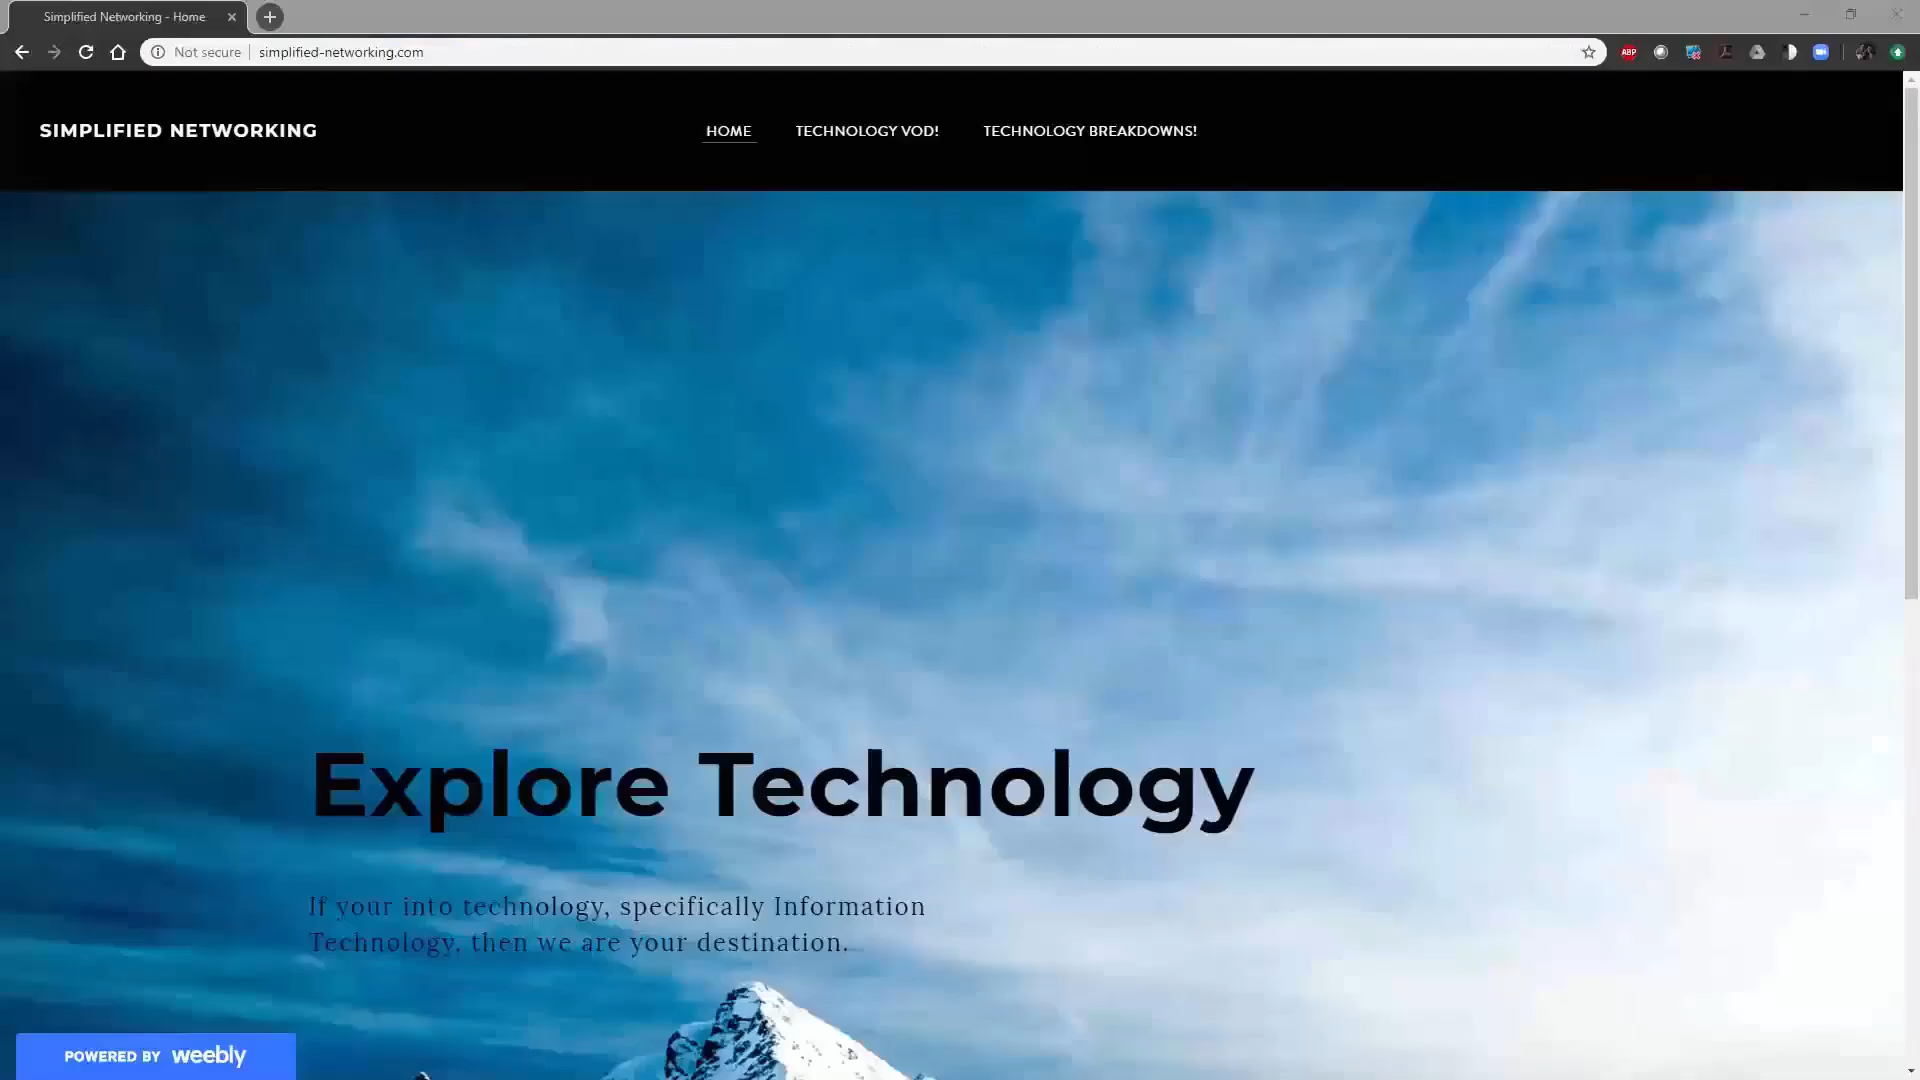 Simplified Networking - Home
Not secure
simplified-networking.com
ABP
SIMPLIFIED NETWORKING
HOME
TECHNOLOGY VOD!
TECHNOLOGY BREAKDOWNS!
Explore Technology
If your into technology, specifically Information
Technology, then we are your destination.
POWERED BY weebly